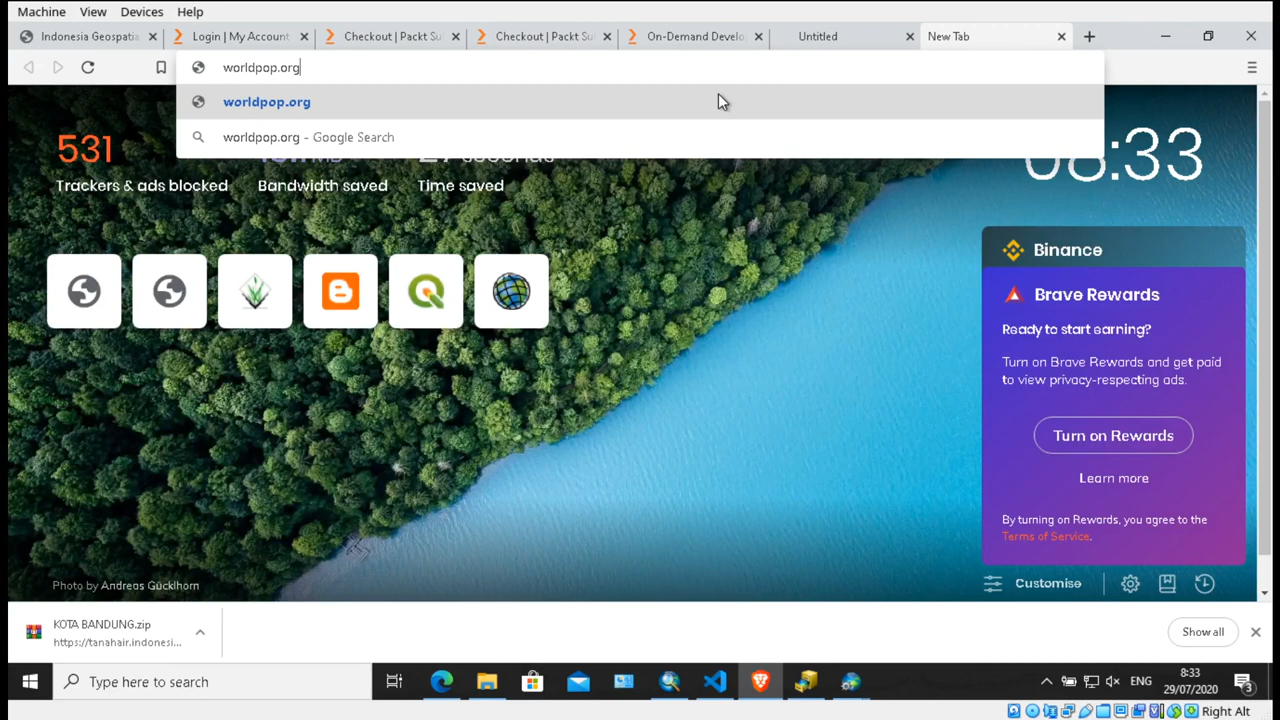 Machine View Devices Help
Indonesia Geospatia
Login | My Account
Checkout | Packt Su
Checkout | Packt Su
On-Demand Develo
Untitled
New Tab
worldpop.org
worldpop.org
worldpop.org - Google Search
531
08:33
Trackers & ads blocked
Bandwidth saved
Time saved
Binance
Brave Rewards
Ready to start earning?
Turn on Brave Rewards and get paid
to view privacy-respecting ads.
Turn on Rewards
Learn more
By turning on Rewards, you agree to the
Terms of Service.
Photo by Andreas Gücklhorn
Customise
KOTA BANDUNG.zip
https://tanahair.indonesi...
Show all
Type here to search
ENG
8:33
29/07/2020
3
Right Alt